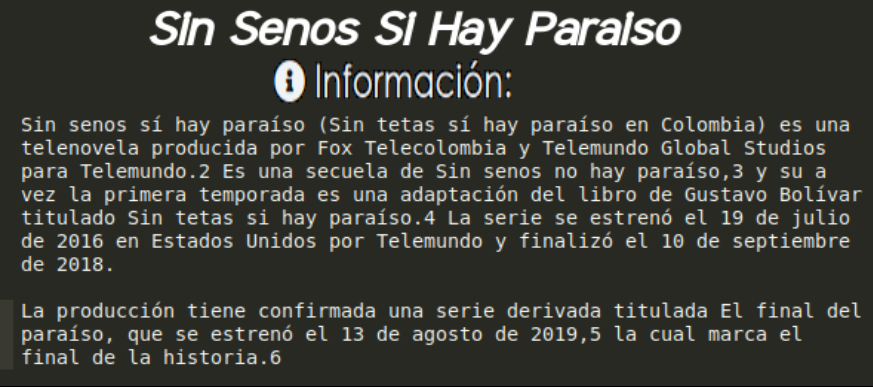 Sin Senos Si Hay Paraiso
Información:
Sin senos sí hay paraíso (Sin tetas sí hay paraíso en Colombia) es una
telenovela producida por Fox Telecolombia y Telemundo Global Studios
para Telemundo.2 Es una secuela de Sin senos no hay paraíso,3 y su a
vez la primera temporada es una adaptación del libro de Gustavo Bolívar
titulado Sin tetas si hay paraíso.4 La serie se estrenó el 19 de julio
de 2016 en Estados Unidos por Telemundo y finalizó el 10 de septiembre
de 2018.
La producción tiene confirmada una serie derivada titulada El final del
paraíso, que se estrenó el 13 de agosto de 2019,5 la cual marca el
final de la historia.6